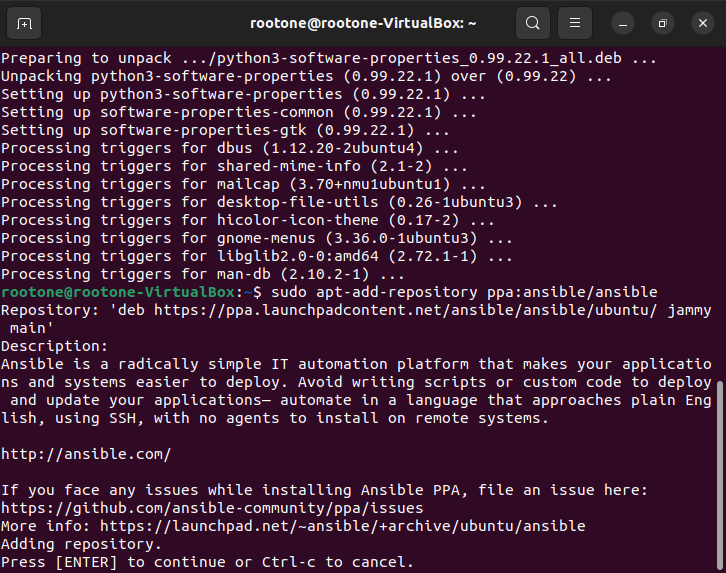 rootone@rootone-VirtualBox: ~
Preparing to unpack .../python3-software-properties_0.99.22.1_all.deb ...
Unpacking python3-software-properties (0.99.22.1) over (0.99.22) ...
Setting up python3-software-properties (0.99.22.1) ...
Setting up software-properties-common (0.99.22.1) ...
Setting up software-properties-gtk (0.99.22.1) ...
Processing triggers for dbus (1.12.20-2ubuntu4) ...
Processing triggers for shared-mime-info (2.1-2) ...
Processing triggers for mailcap (3.70+nmu1ubuntu1) ...
Processing triggers for desktop-file-utils (0.26-1ubuntu3) ...
Processing triggers for hicolor-icon-theme (0.17-2) ...
Processing triggers for gnome-menus (3.36.0-1ubuntu3) ...
Processing triggers for libglib2.0-0:amd64 (2.72.1-1) ...
Processing triggers for man-db (2.10.2-1) ...
rootone@rootone-VirtualBox:~$ sudo apt-add-repository ppa:ansible/ansible
Repository: 'deb https://ppa.launchpadcontent.net/ansible/ansible/ubuntu/ jammy
 main'
Description:
Ansible is a radically simple IT automation platform that makes your applicatio
ns and systems easier to deploy. Avoid writing scripts or custom code to deploy
 and update your applications— automate in a language that approaches plain Eng
lish, using SSH, with no agents to install on remote systems.
http://ansible.com/
If you face any issues while installing Ansible PPA, file an issue here:
https://github.com/ansible-community/ppa/issues
More info: https://launchpad.net/~ansible/+archive/ubuntu/ansible
Adding repository.
Press [ENTER] to continue or Ctrl-c to cancel.